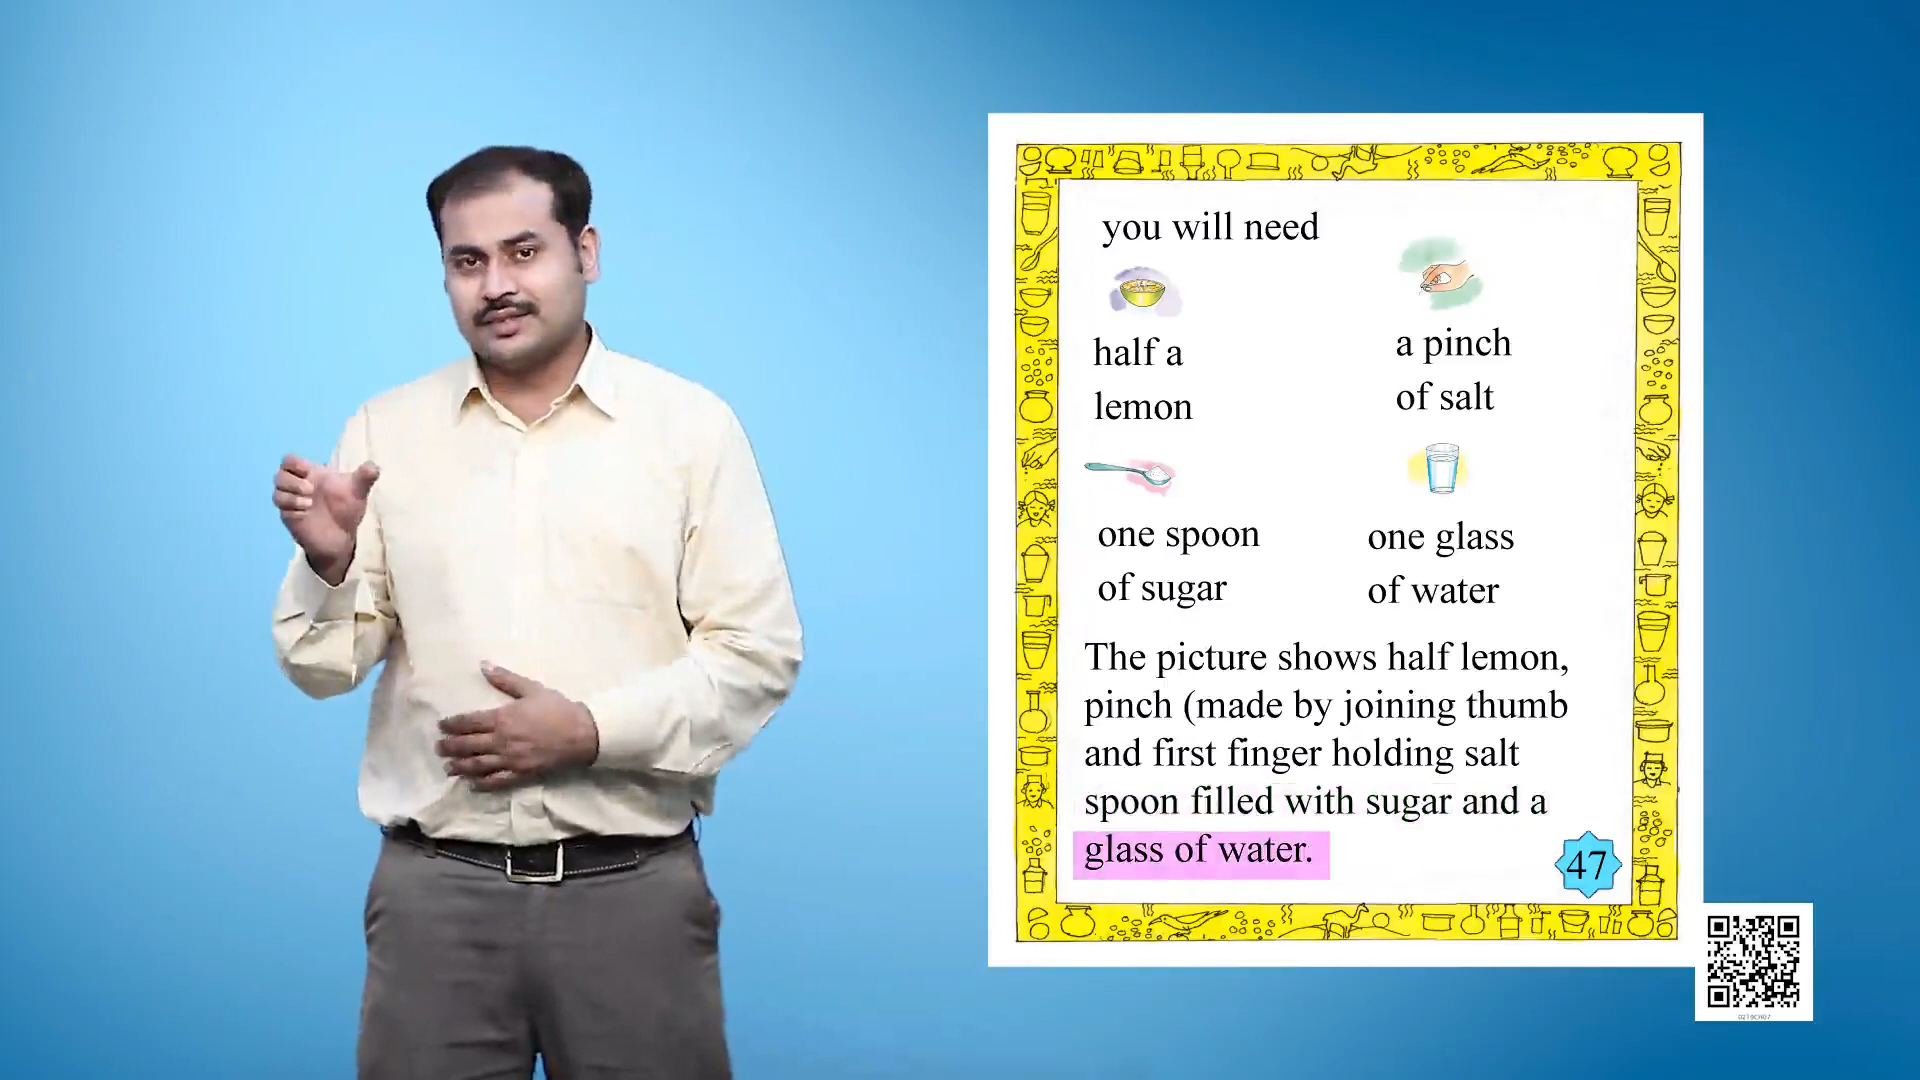 you will need
half a
lemon
a pinch
of salt
one spoon
of sugar
one glass
of water
The picture shows half lemon,
pinch (made by joining thumb
and first finger holding salt
spoon filled with sugar and a
glass of water.
47
0219CH07